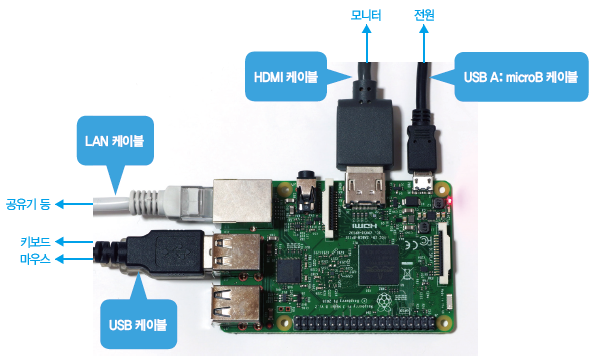 모니터
전원
HDMI 케이블
USB A: microB 케이블
LAN 케이블
공유기 등
키보드
마우스
USB 케이블
HDMI